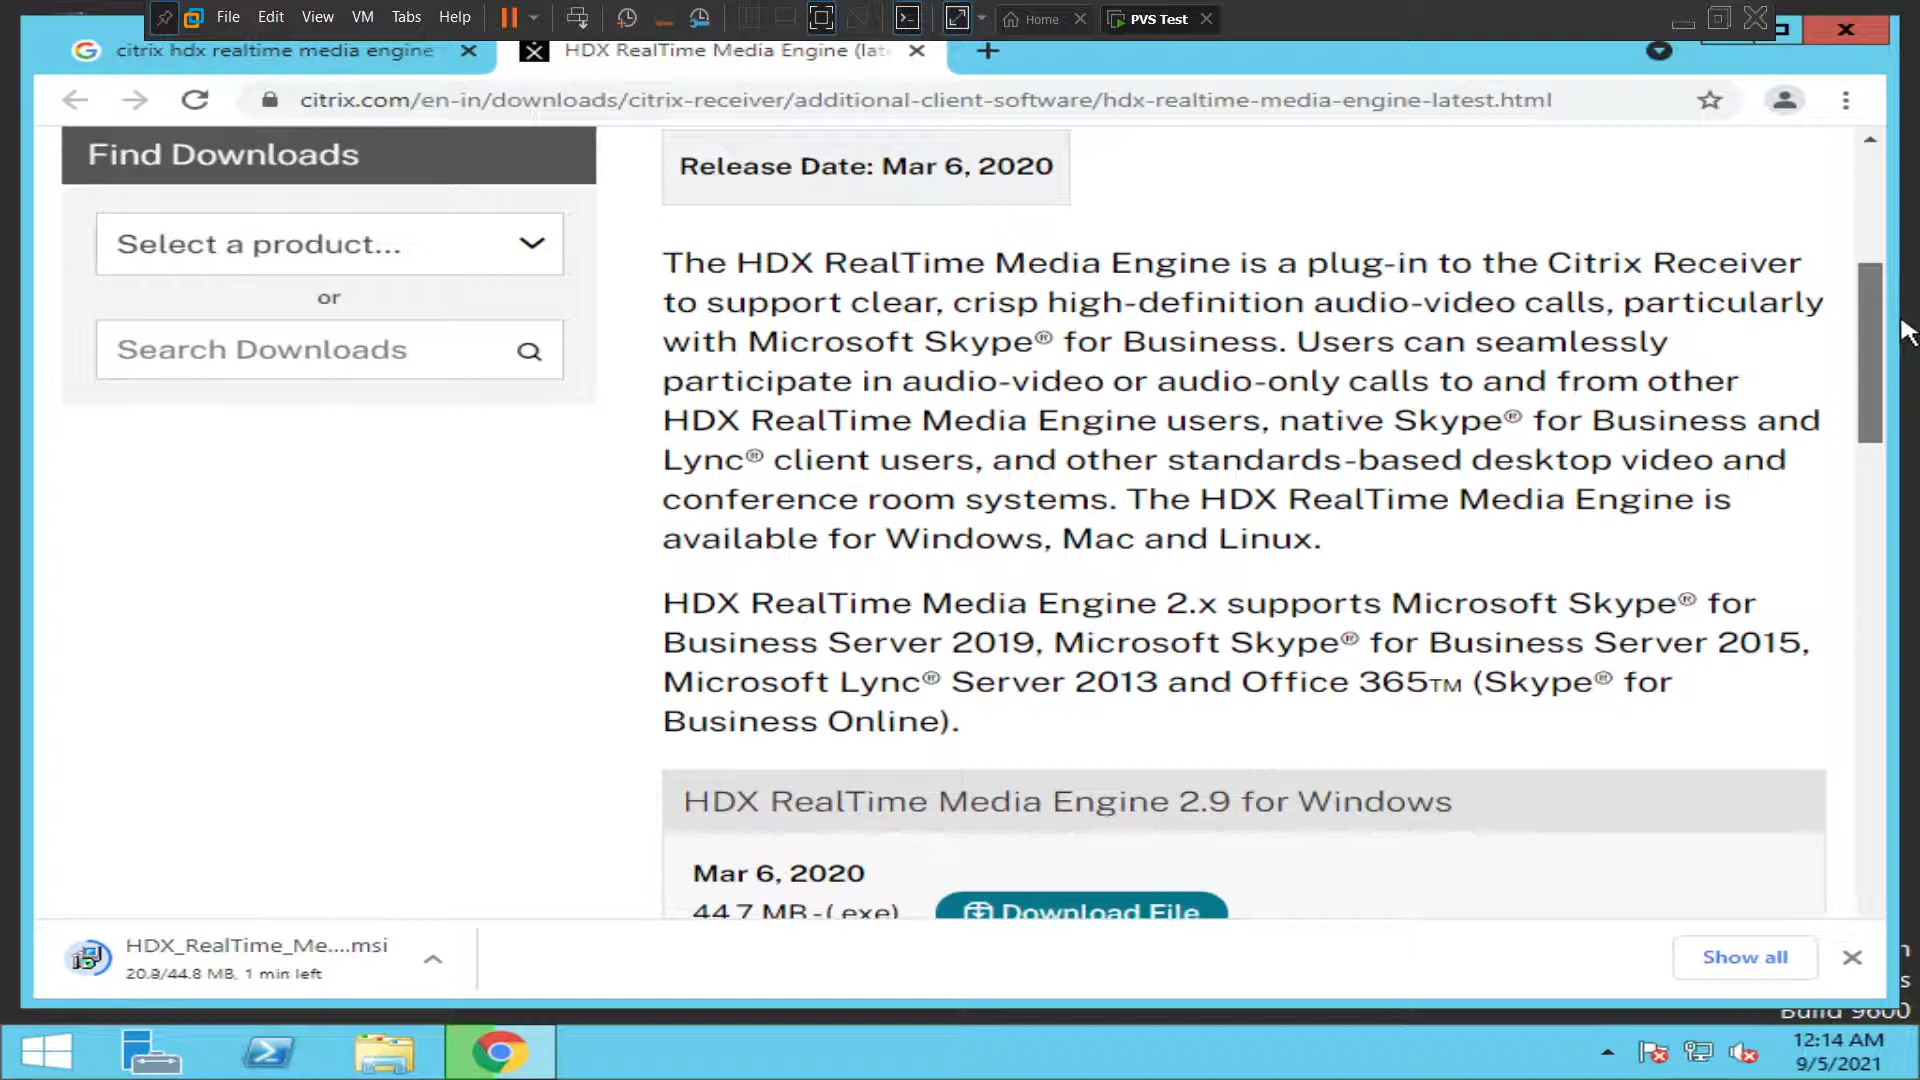 File Edit View VM Tabs Help
Home
PVS Test
citrix hdx realtime media engine
HDX RealTime Media Engine (lat
citrix.com/en-in/downloads/citrix-receiver/additional-client-software/hdx-realtime-media-engine-latest.html
Find Downloads
Select a product...
or
Search Downloads
Release Date: Mar 6, 2020
The HDX RealTime Media Engine is a plug-in to the Citrix Receiver
to support clear, crisp high-definition audio-video calls, particularly
with Microsoft Skype® for Business. Users can seamlessly
participate in audio-video or audio-only calls to and from other
HDX RealTime Media Engine users, native Skype® for Business and
Lync® client users, and other standards-based desktop video and
conference room systems. The HDX RealTime Media Engine is
available for Windows, Mac and Linux.
HDX RealTime Media Engine 2.x supports Microsoft Skype® for
Business Server 2019, Microsoft Skype® for Business Server 2015,
Microsoft Lync® Server 2013 and Office 365™ (Skype® for
Business Online).
HDX RealTime Media Engine 2.9 for Windows
Mar 6, 2020
44.7 MB -(.exe)
Download File
HDX_RealTime_Me....msi
44.8 MB, 1 min left
Show all
Build 9600
12:14 AM
9/5/2021